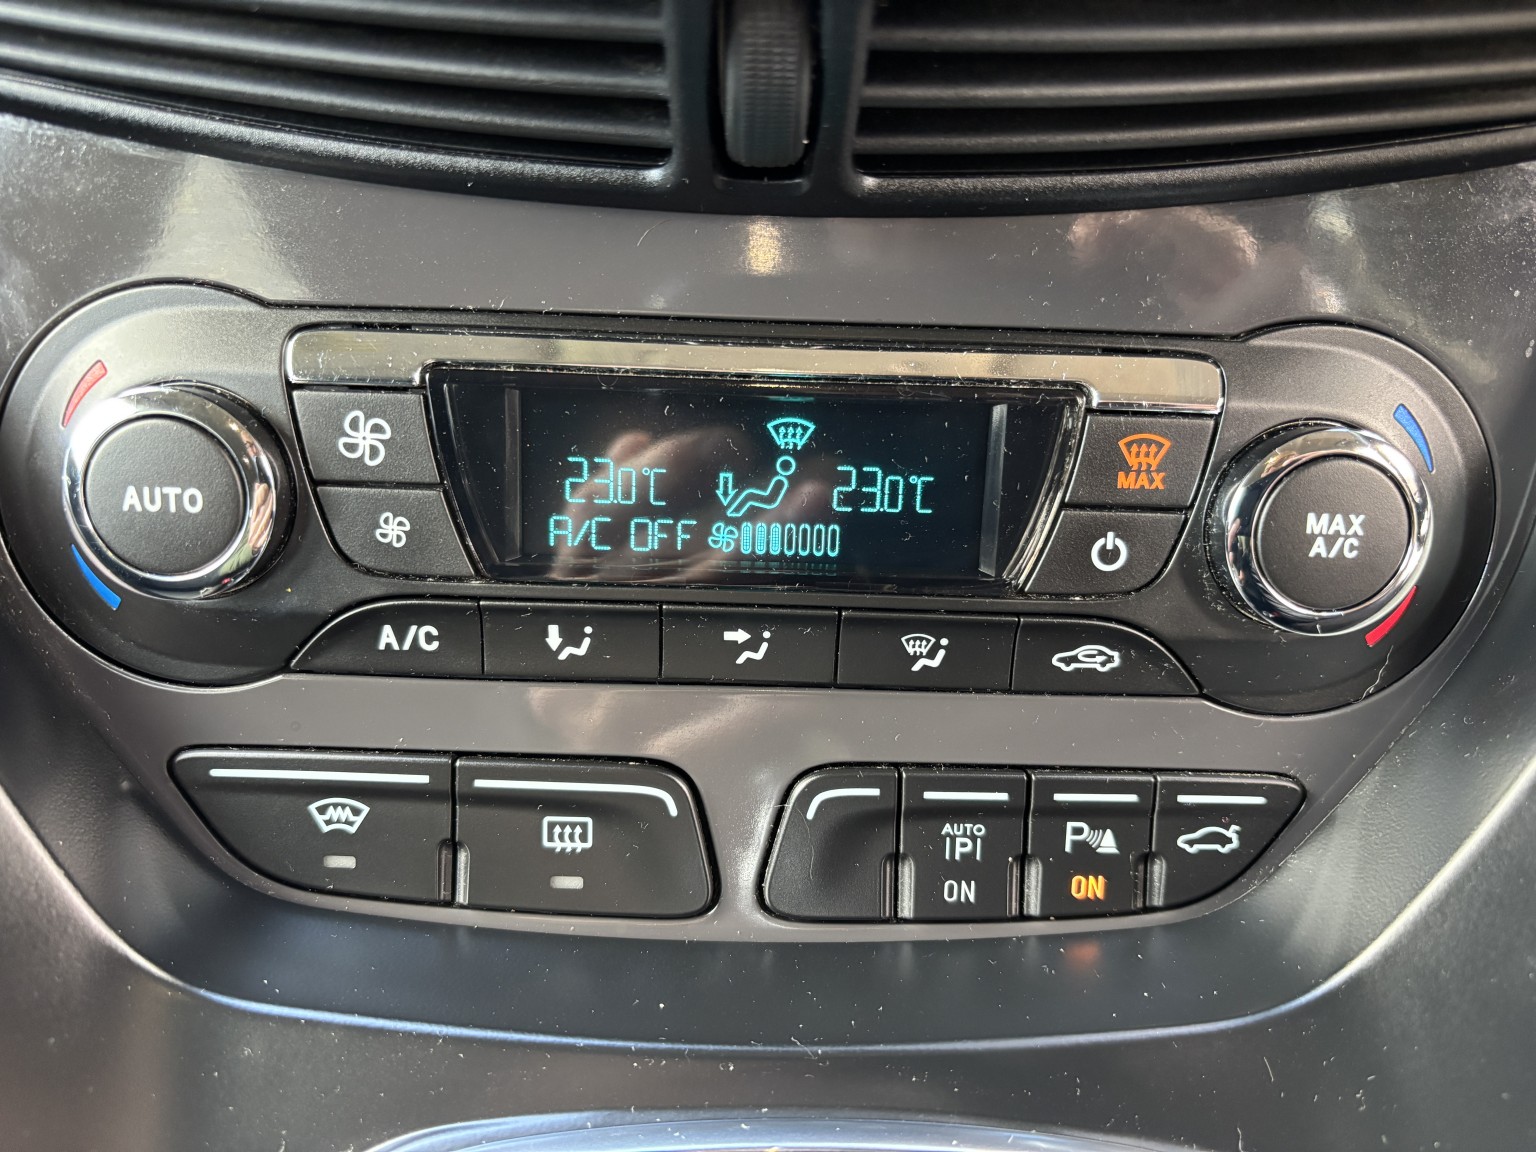 AUTO
23.0°C
23.0°C
A/C OFF
MAX
MAX
A/C
A/C
AUTO
P
ON
P
ON